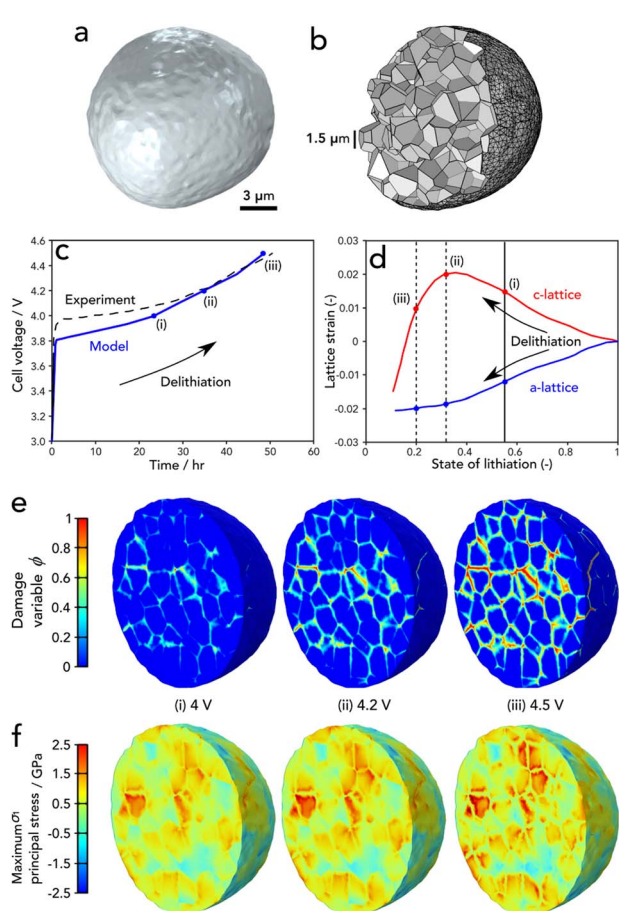 a
3 μm
b
1.5 μm
c
Cell voltage / V
4.6
4.4
4.2
4.0
3.8
3.6
3.4
3.2
3.0
0
10
20
30
40
50
60
Time / hr
Experiment
Model
Delithiation
(i)
(ii)
(iii)
d
Lattice strain (-)
0.03
0.02
0.01
0
-0.01
-0.02
-0.03
0
0.2
0.4
0.6
0.8
1
State of lithiation (-)
(iii)
(ii)
(i)
c-lattice
Delithiation
a-lattice
e
Damage
variable ϕ
1
0.8
0.6
0.4
0.2
0
(i) 4 V
(ii) 4.2 V
(iii) 4.5 V
f
Maximum σ₁
principal stress / GPa
2.5
1.5
0.5
-0.5
-1.5
-2.5